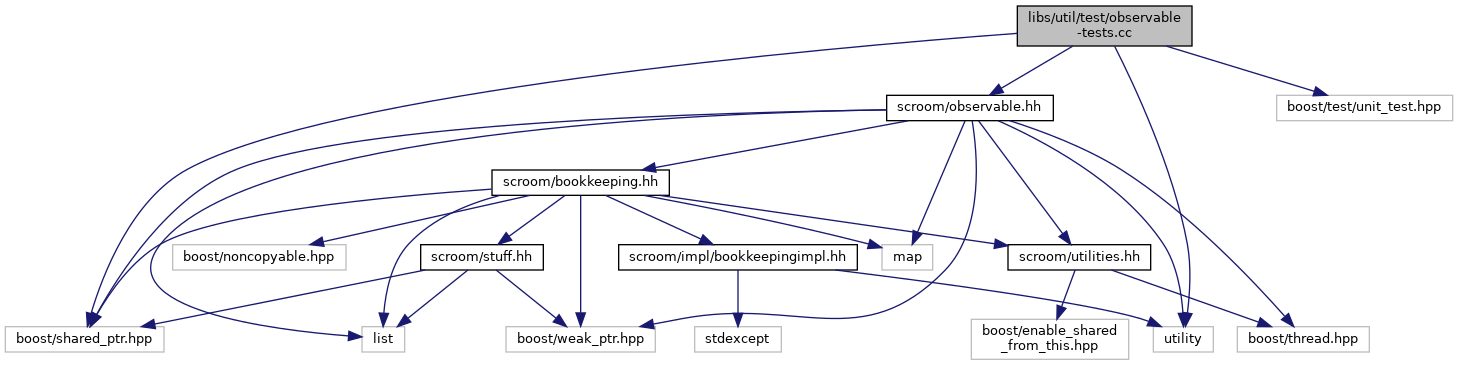 libs/util/test/observable
-tests.cc
scroom/observable.hh
boost/test/unit_test.hpp
scroom/bookkeeping.hh
boost/noncopyable.hpp
scroom/stuff.hh
scroom/impl/bookkeepingimpl.hh
map
scroom/utilities.hh
boost/shared_ptr.hpp
list
boost/weak_ptr.hpp
stdexcept
boost/enable_shared
_from_this.hpp
utility
boost/thread.hpp